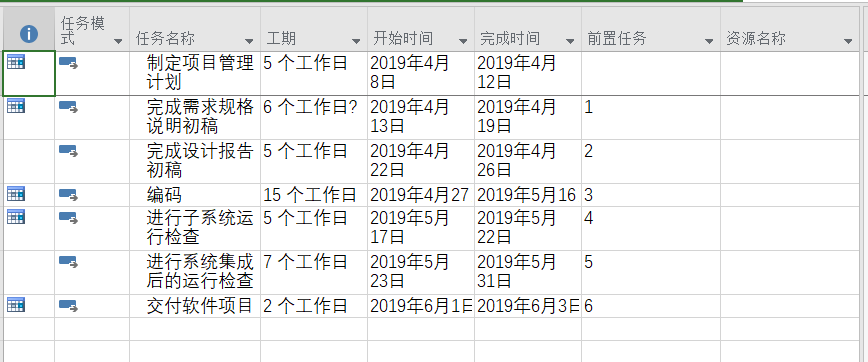 任务模式 任务名称 工期 开始时间 完成时间 前置任务 资源名称
制定项目管理计划 5 个工作日 2019年4月8日 2019年4月12日
完成需求规格说明初稿 6 个工作日? 2019年4月13日 2019年4月19日 1
完成设计报告初稿 5 个工作日 2019年4月22日 2019年4月26日 2
编码 15 个工作日 2019年4月27 2019年5月16 3
进行子系统运行检查 5 个工作日 2019年5月17日 2019年5月22日 4
进行系统集成后的运行检查 7 个工作日 2019年5月23日 2019年5月31日 5
交付软件项目 2 个工作日 2019年6月1日 2019年6月3日 6